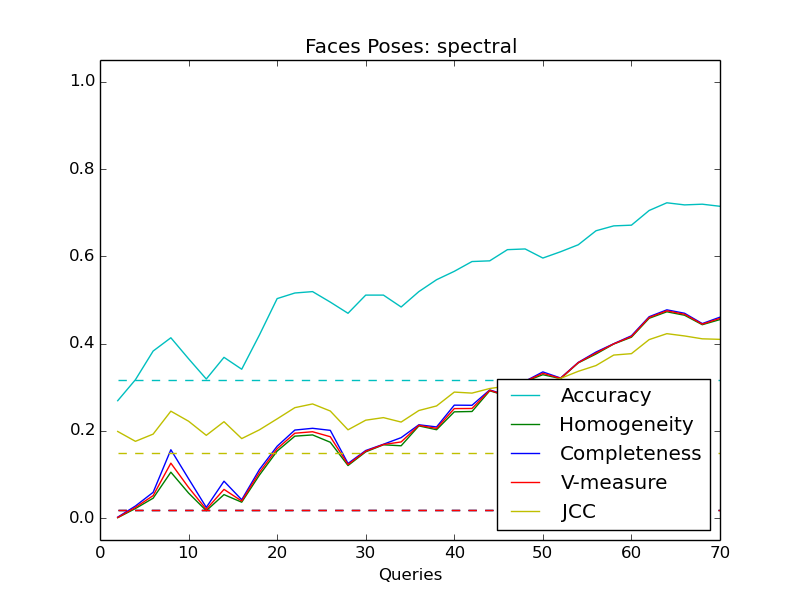 Faces Poses: spectral
1.0
0.8
0.6
0.4
0.2
0.0
0 10 20 30 40 50 60 70
Queries
Accuracy
Homogeneity
Completeness
V-measure
JCC